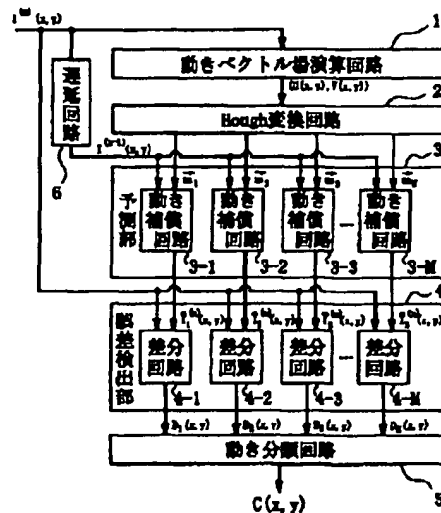 I⁽ⁿ⁾(x,y)
1
動きベクトル場演算回路
(U(x,y),V(x,y))
2
Hough変換回路
遅延回路
6
I⁽ⁿ⁻¹⁾(x,y)
3
予測部
動き補償回路
動き補償回路
動き補償回路
動き補償回路
3-1
3-2
3-3
3-M
4
誤差検出部
差分回路
差分回路
差分回路
差分回路
4-1
4-2
4-3
4-M
D₁(x,y)
D₂(x,y)
動き分類回路
5
C(x,y)